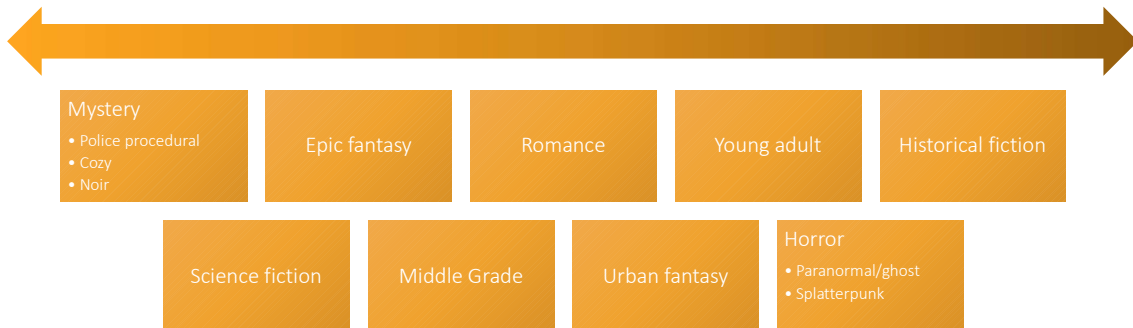 Mystery
• Police procedural
• Cozy
• Noir
Epic fantasy
Romance
Young adult
Historical fiction
Science fiction
Middle Grade
Urban fantasy
Horror
• Paranormal/ghost
• Splatterpunk